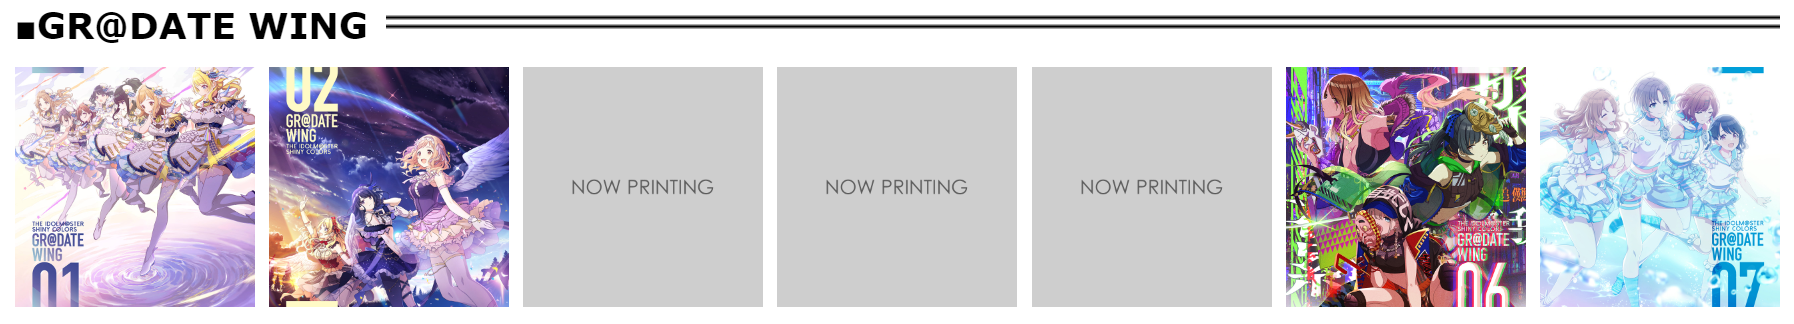 ■GR@DATE WING
THE IDOLM@STER
SHINY COLORS
GR@DATE
WING
01
02
GR@DATE
WING
THE IDOLM@STER
SHINY COLORS
NOW PRINTING
NOW PRINTING
NOW PRINTING
THE IDOLM@STER
SHINY COLORS
GR@DATE
WING
06
THE IDOLM@STER
SHINY COLORS
GR@DATE
WING
07